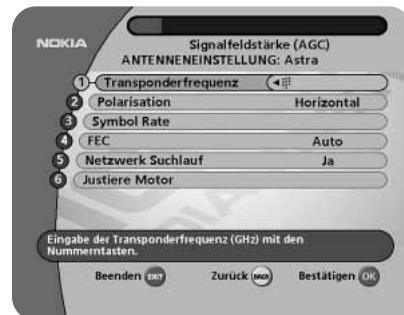 NOKIA
Signalfeldstärke (AGC)
ANTENNENEINSTELLUNG: Astra
1 Transponderfrequenz
2 Polarisation Horizontal
3 Symbol Rate
4 FEC Auto
5 Netzwerk Suchlauf Ja
6 Justiere Motor
Eingabe der Transponderfrequenz (GHz) mit den
Nummerntasten.
Beenden EXIT Zurück BACK Bestätigen OK